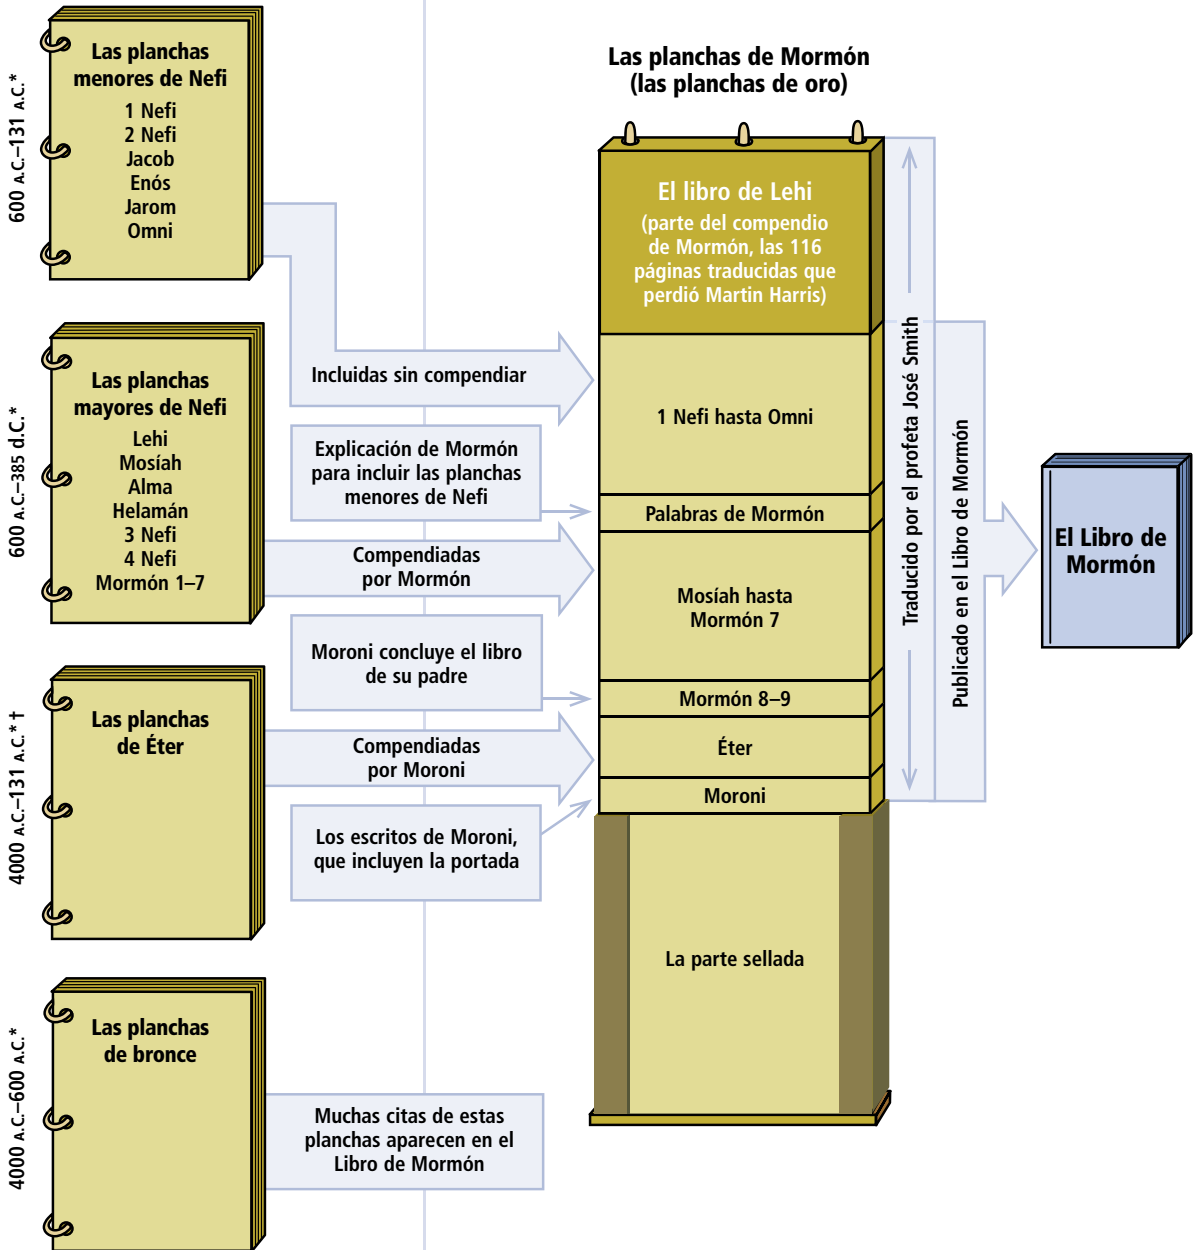 600 A.C.–131 A.C.*
Las planchas
menores de Nefi
1 Nefi
2 Nefi
Jacob
Enós
Jarom
Omni
600 A.C.–385 d.C.*
Las planchas
mayores de Nefi
Lehi
Mosíah
Alma
Helamán
3 Nefi
4 Nefi
Mormón 1–7
4000 A.C.–131 A.C.*†
Las planchas
de Éter
4000 A.C.–600 A.C.*
Las planchas
de bronce
Incluidas sin compendiar
Explicación de Mormón
para incluir las planchas
menores de Nefi
Compendiadas
por Mormón
Moroni concluye el libro
de su padre
Compendiadas
por Moroni
Los escritos de Moroni,
que incluyen la portada
Muchas citas de estas
planchas aparecen en el
Libro de Mormón
Las planchas de Mormón
(las planchas de oro)
El libro de Lehi
(parte del compendio
de Mormón, las 116
páginas traducidas que
perdió Martin Harris)
1 Nefi hasta Omni
Palabras de Mormón
Mosíah hasta
Mormón 7
Mormón 8–9
Éter
Moroni
La parte sellada
Traducido por el profeta José Smith
Publicado en el Libro de Mormón
El Libro de
Mormón